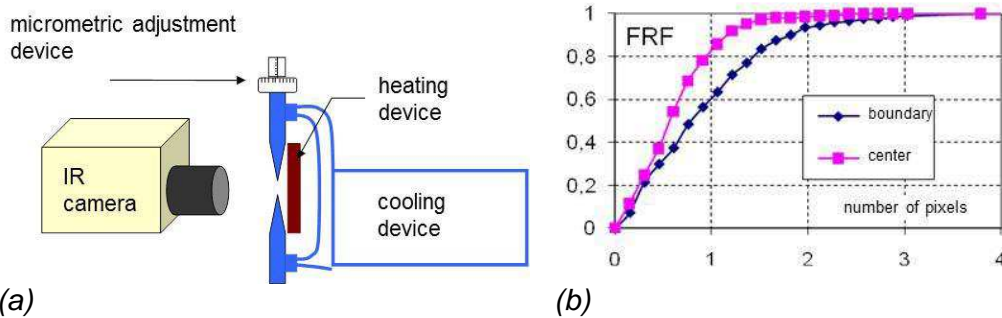 micrometric adjustment
device
heating
device
IR
camera
cooling
device
(a)
FRF
1
0.8
0.6
0.4
0.2
0
boundary
center
number of pixels
0 1 2 3 4
(b)